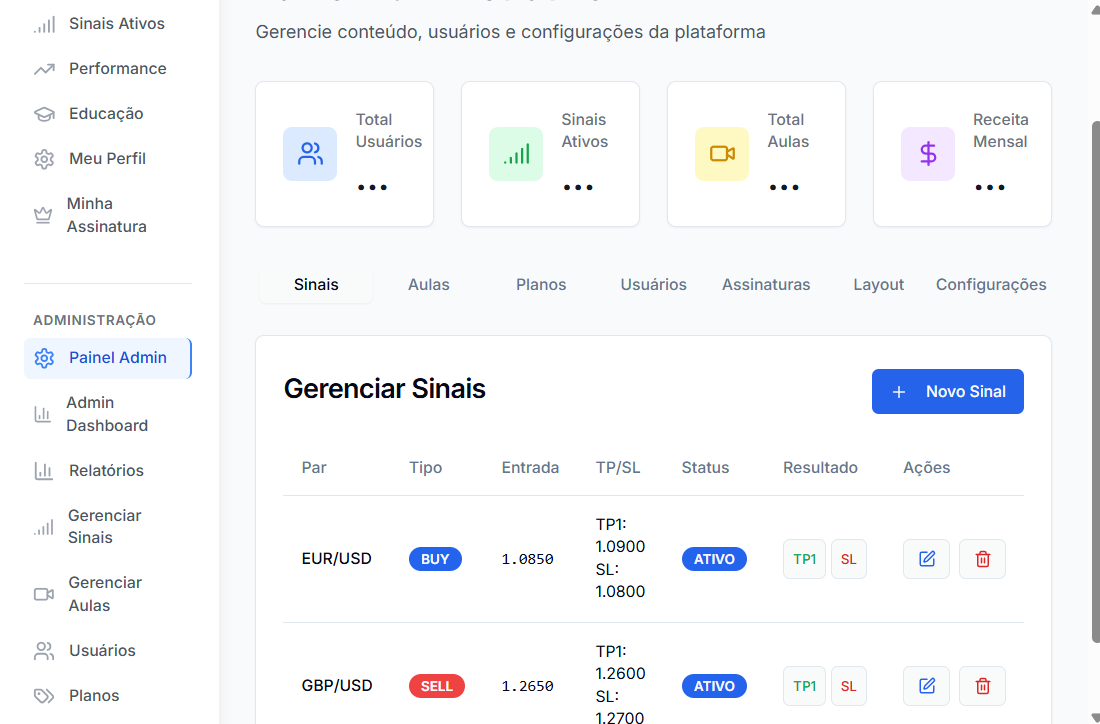 Sinais Ativos
Performance
Educação
Meu Perfil
Minha
Assinatura
ADMINISTRAÇÃO
Painel Admin
Admin
Dashboard
Relatórios
Gerenciar
Sinais
Gerenciar
Aulas
Usuários
Planos
Gerencie conteúdo, usuários e configurações da plataforma
Total
Usuários
...
Sinais
Ativos
...
Total
Aulas
...
Receita
Mensal
...
Sinais Aulas Planos Usuários Assinaturas Layout Configurações
Gerenciar Sinais
+ Novo Sinal
Par Tipo Entrada TP/SL Status Resultado Ações
EUR/USD BUY 1.0850 TP1:
1.0900
SL:
1.0800
ATIVO TP1 SL
GBP/USD SELL 1.2650 TP1:
1.2600
SL:
1.2700
ATIVO TP1 SL